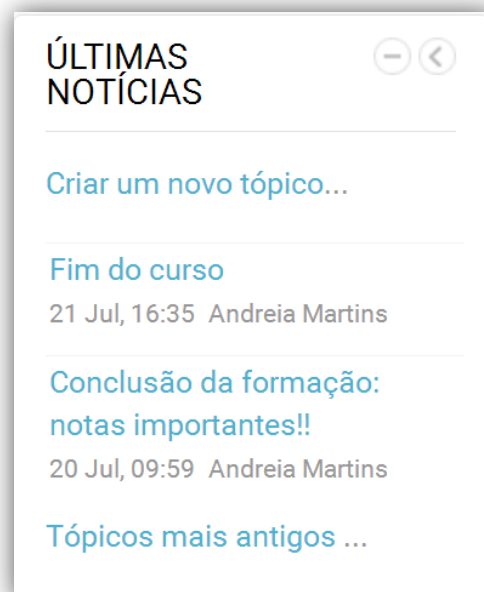 ÚLTIMAS
NOTÍCIAS
Criar um novo tópico...
Fim do curso
21 Jul, 16:35 Andreia Martins
Conclusão da formação:
notas importantes!!
20 Jul, 09:59 Andreia Martins
Tópicos mais antigos ...